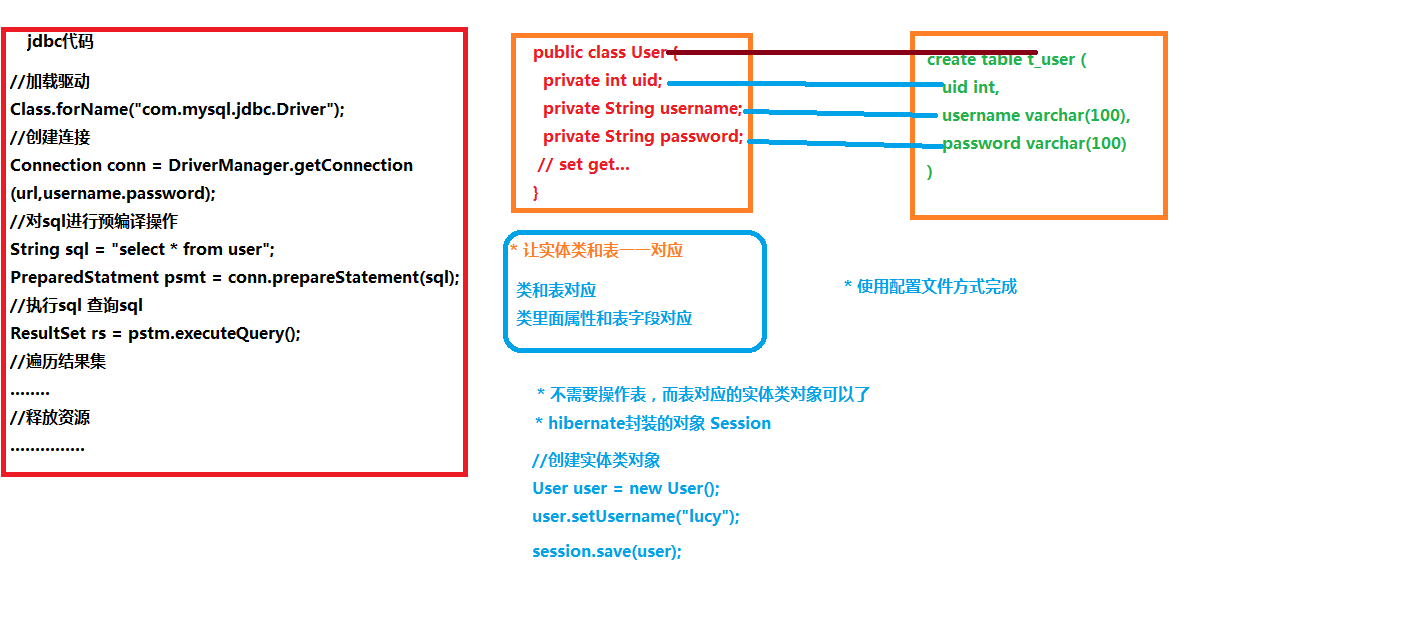 jdbc代码
//加载驱动
Class.forName("com.mysql.jdbc.Driver");
//创建连接
Connection conn = DriverManager.getConnection
(url,username.password);
//对sql进行预编译操作
String sql = "select * from user";
PreparedStatment psmt = conn.prepareStatement(sql);
//执行sql 查询sql
ResultSet rs = pstm.executeQuery();
//遍历结果集
........
//释放资源
...............
public class User {
private int uid;
private String username;
private String password;
// set get...
}
create table t_user (
uid int,
username varchar(100),
password varchar(100)
)
* 让实体类和表一一对应
类和表对应
类里面属性和表字段对应
* 使用配置文件方式完成
* 不需要操作表，而表对应的实体类对象可以了
* hibernate封装的对象 Session
//创建实体类对象
User user = new User();
user.setUsername("lucy");
session.save(user);